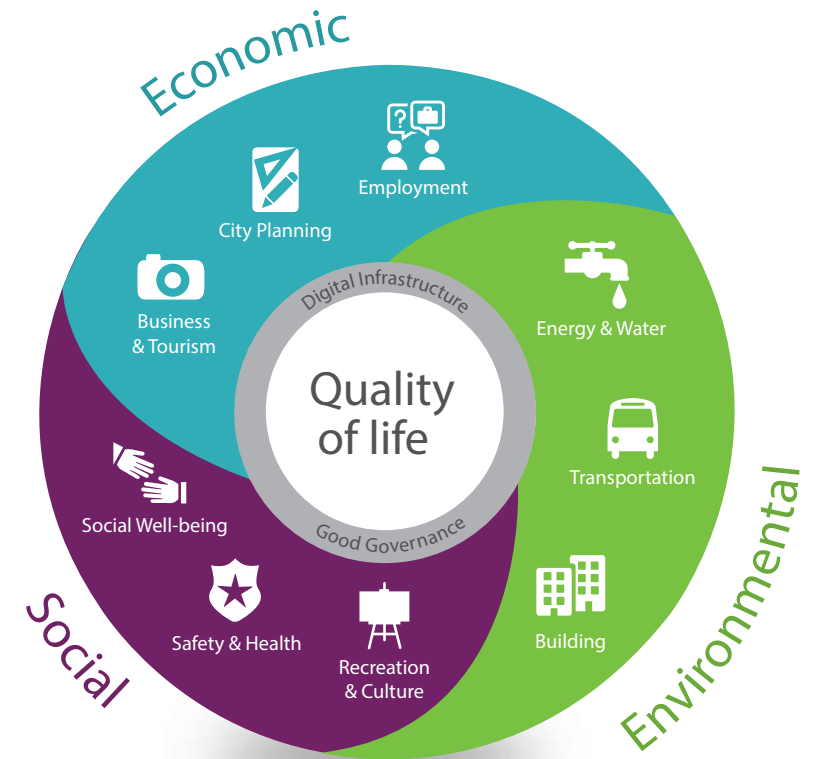 Economic
Employment
City Planning
Business
& Tourism
Digital Infrastructure
Quality
of life
Good Governance
Energy & Water
Transportation
Building
Environmental
Social Well-being
Safety & Health
Recreation
& Culture
Social
?